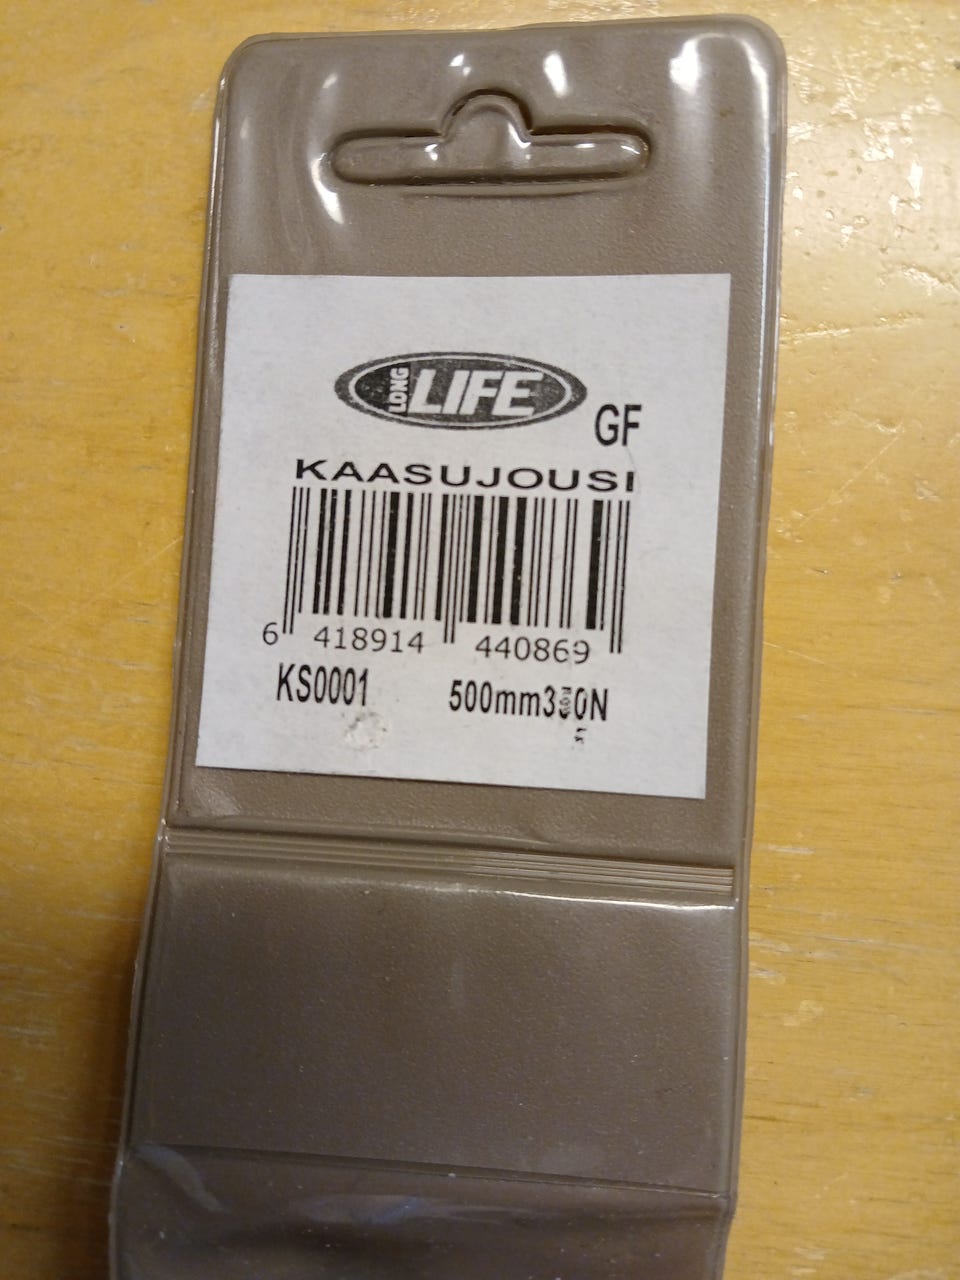 LONG LIFE
GF
KAASUJOUSI
6 418914 440869
KS0001